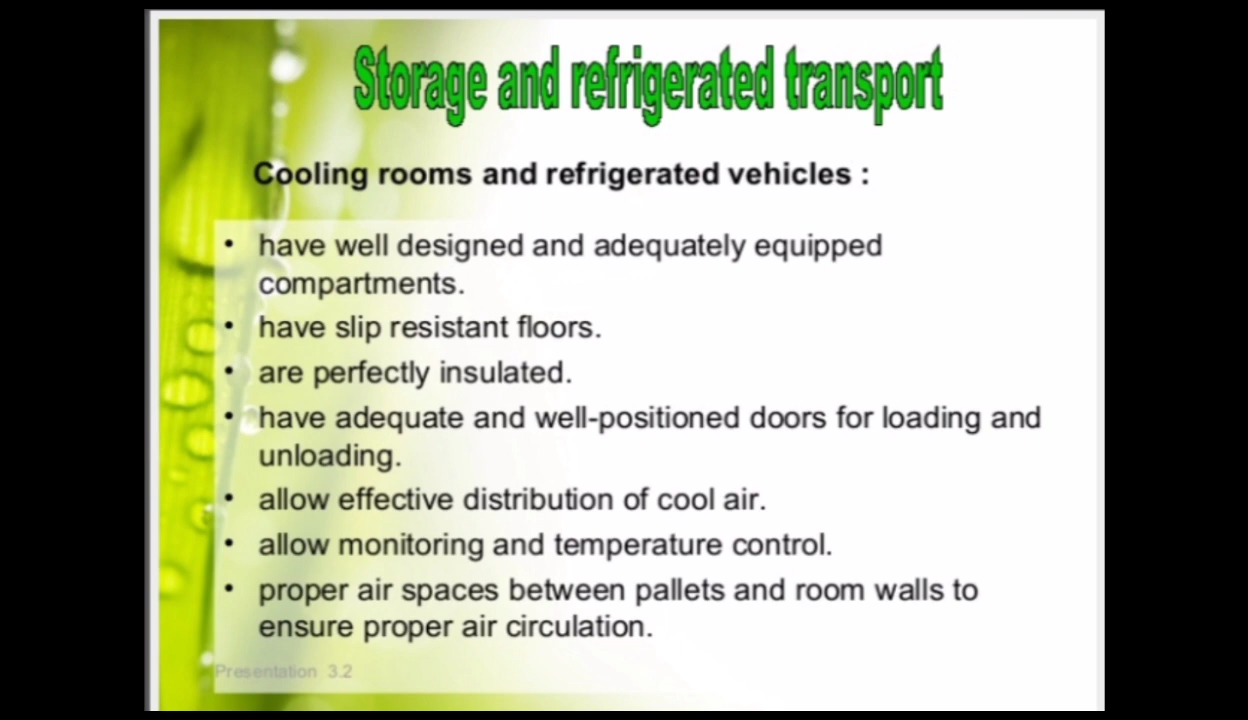 Storage and refrigerated transport
Cooling rooms and refrigerated vehicles :
• have well designed and adequately equipped
compartments.
• have slip resistant floors.
• are perfectly insulated.
• have adequate and well-positioned doors for loading and
unloading.
• allow effective distribution of cool air.
• allow monitoring and temperature control.
• proper air spaces between pallets and room walls to
ensure proper air circulation.
Presentation 3.2